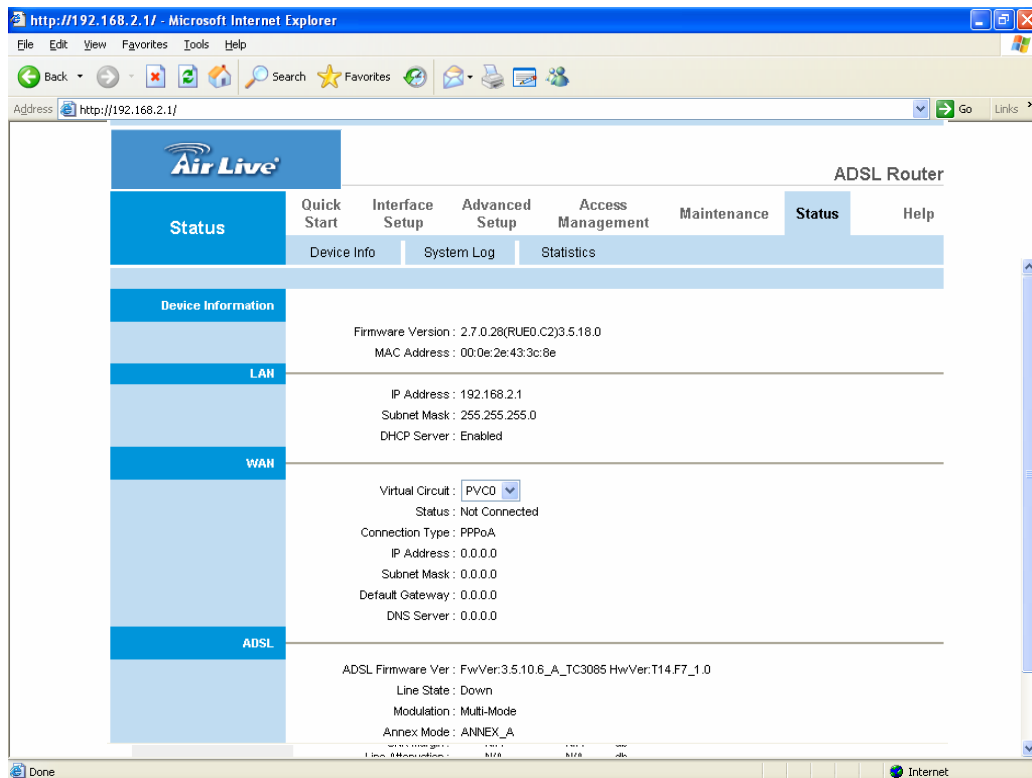 http://192.168.2.1/ - Microsoft Internet Explorer
File Edit View Favorites Tools Help
Back Search Favorites
Address http://192.168.2.1/ Go Links
Air Live
ADSL Router
Status
Quick Start Interface Setup Advanced Setup Access Management Maintenance Status Help
Device Info System Log Statistics
Device Information
Firmware Version : 2.7.0.28(RUE0.C2)3.5.18.0
MAC Address : 00:0e:2e:43:3c:8e
LAN
IP Address : 192.168.2.1
Subnet Mask : 255.255.255.0
DHCP Server : Enabled
WAN
Virtual Circuit : PVC0
Status : Not Connected
Connection Type : PPPoA
IP Address : 0.0.0.0
Subnet Mask : 0.0.0.0
Default Gateway : 0.0.0.0
DNS Server : 0.0.0.0
ADSL
ADSL Firmware Ver : FwVer:3.5.10.6_A_TC3085 HwVer:T14.F7_1.0
Line State : Down
Modulation : Multi-Mode
Annex Mode : ANNEX_A
Done Internet